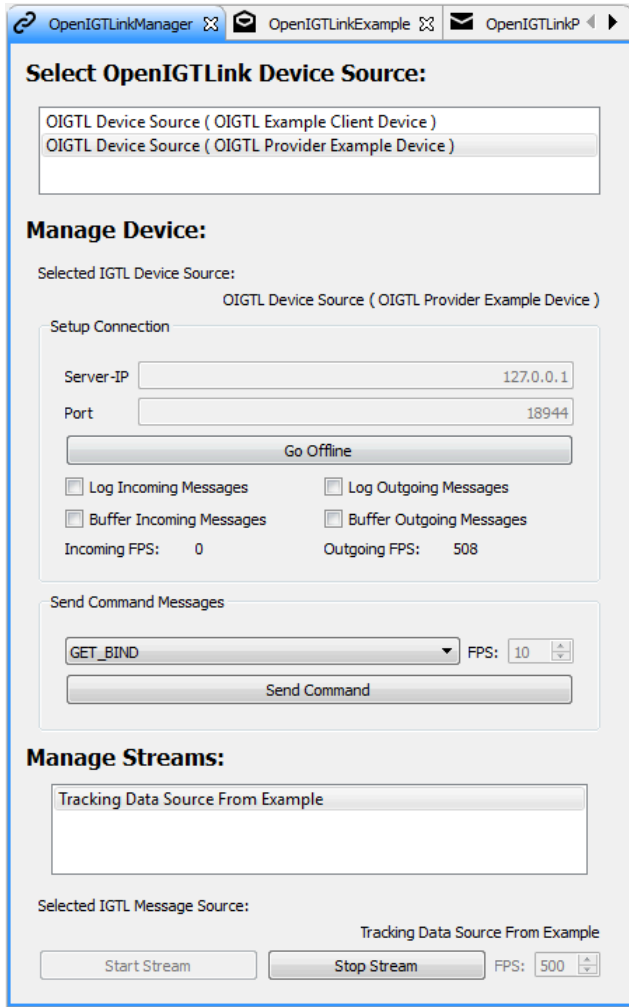 OpenIGTLinkManager OpenIGTLinkExample OpenIGTLinkP
Select OpenIGTLink Device Source:
OIGTL Device Source ( OIGTL Example Client Device )
OIGTL Device Source ( OIGTL Provider Example Device )
Manage Device:
Selected IGTL Device Source:
OIGTL Device Source ( OIGTL Provider Example Device )
Setup Connection
Server-IP 127.0.0.1
Port 18944
Go Offline
Log Incoming Messages Log Outgoing Messages
Buffer Incoming Messages Buffer Outgoing Messages
Incoming FPS: 0 Outgoing FPS: 508
Send Command Messages
GET_BIND FPS: 10
Send Command
Manage Streams:
Tracking Data Source From Example
Selected IGTL Message Source:
Tracking Data Source From Example
Start Stream Stop Stream FPS: 500